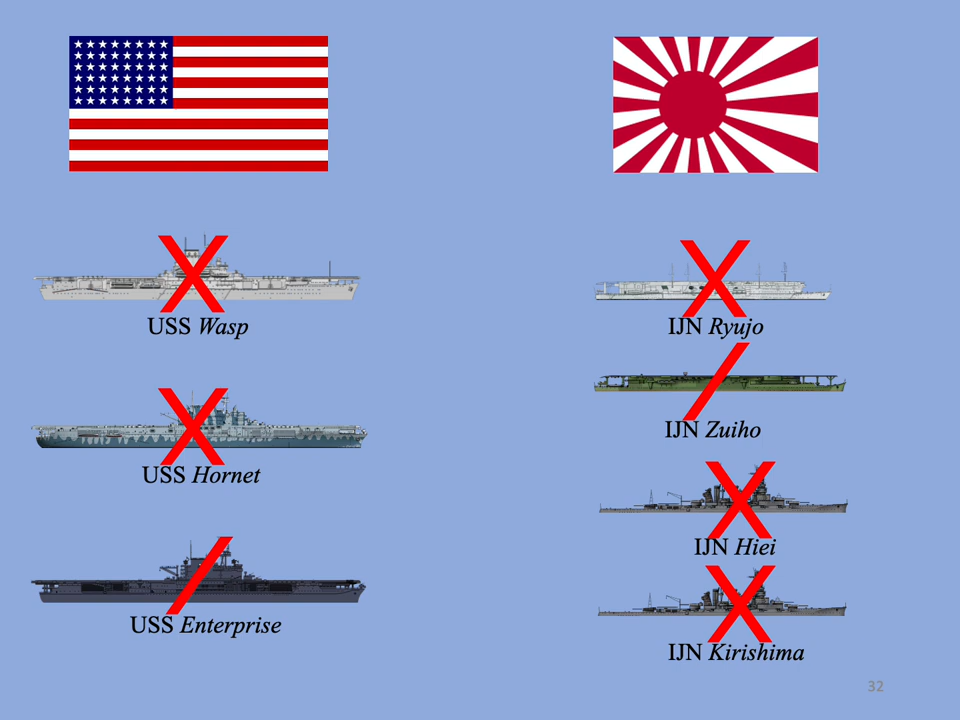 USS Wasp
USS Hornet
USS Enterprise
IJN Ryujo
IJN Zuiho
IJN Hiei
IJN Kirishima
32